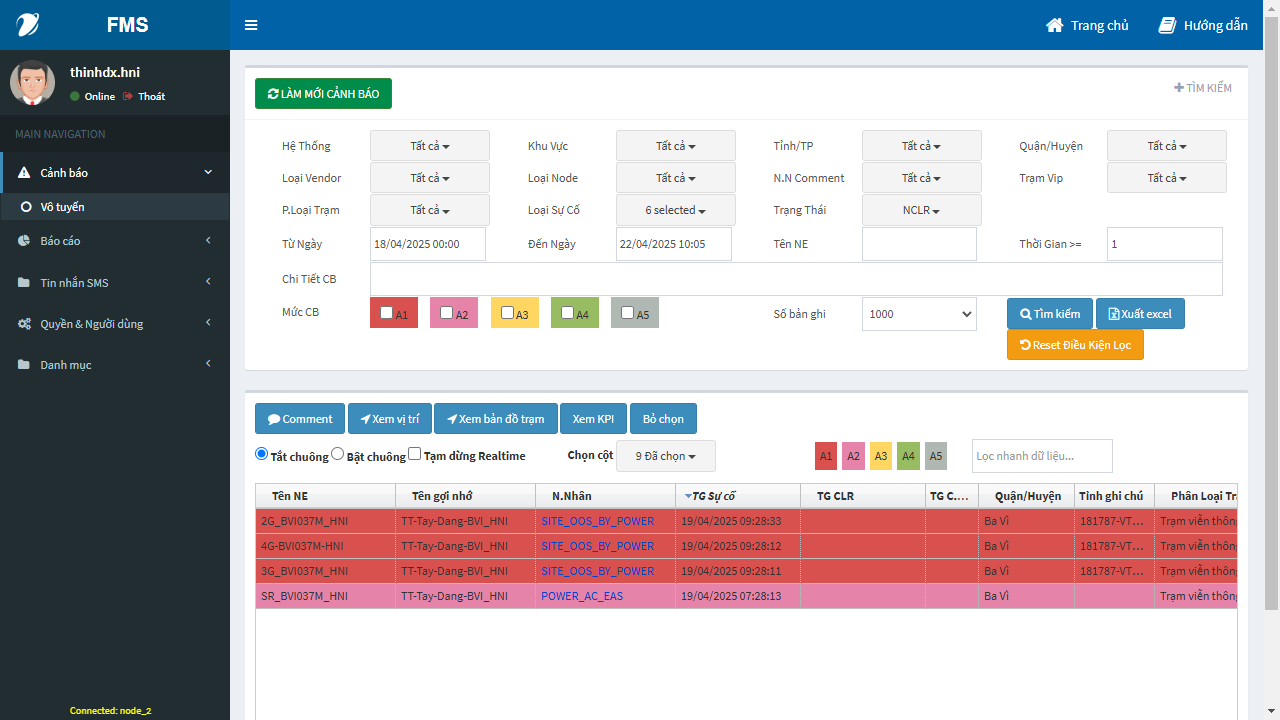 FMS
Trang chủ
Hướng dẫn
thinhdx.hni
Online Thoát
MAIN NAVIGATION
Cảnh báo
Vô tuyến
Báo cáo
Tin nhắn SMS
Quyền & Người dùng
Danh mục
Connected: node_2
LÀM MỚI CẢNH BÁO
TÌM KIẾM
Hệ Thống Tất cả Khu Vực Tất cả Tỉnh/TP Tất cả Quận/Huyện Tất cả
Loại Vendor Tất cả Loại Node Tất cả N.N Comment Tất cả Trạm Vip Tất cả
P.Loại Trạm Tất cả Loại Sự Cố 6 selected Trạng Thái NCLR
Từ Ngày 18/04/2025 00:00 Đến Ngày 22/04/2025 10:05 Tên NE Thời Gian >= 1
Chi Tiết CB
Mức CB A1 A2 A3 A4 A5 Số bản ghi 1000 Tìm kiếm Xuất excel
Reset Điều Kiện Lọc
Comment Xem vị trí Xem bản đồ trạm Xem KPI Bỏ chọn
Tắt chuông Bật chuông Tạm dừng Realtime Chọn cột 9 Đã chọn A1 A2 A3 A4 A5 Lọc nhanh dữ liệu...
Tên NE Tên gợi nhớ N.Nhân TG Sự cố TG CLR TG C.... Quận/Huyện Tỉnh ghi chú Phân Loại Tr
2G_BVI037M_HNI TT-Tay-Dang-BVI_HNI SITE_OOS_BY_POWER 19/04/2025 09:28:33 Ba Vì 181787-VT... Trạm viễn thôn
4G-BVI037M-HNI TT-Tay-Dang-BVI_HNI SITE_OOS_BY_POWER 19/04/2025 09:28:12 Ba Vì 181787-VT... Trạm viễn thôn
3G_BVI037M_HNI TT-Tay-Dang-BVI_HNI SITE_OOS_BY_POWER 19/04/2025 09:28:11 Ba Vì 181787-VT... Trạm viễn thôn
SR_BVI037M_HNI TT-Tay-Dang-BVI_HNI POWER_AC_EAS 19/04/2025 07:28:13 Ba Vì Trạm viễn thôn